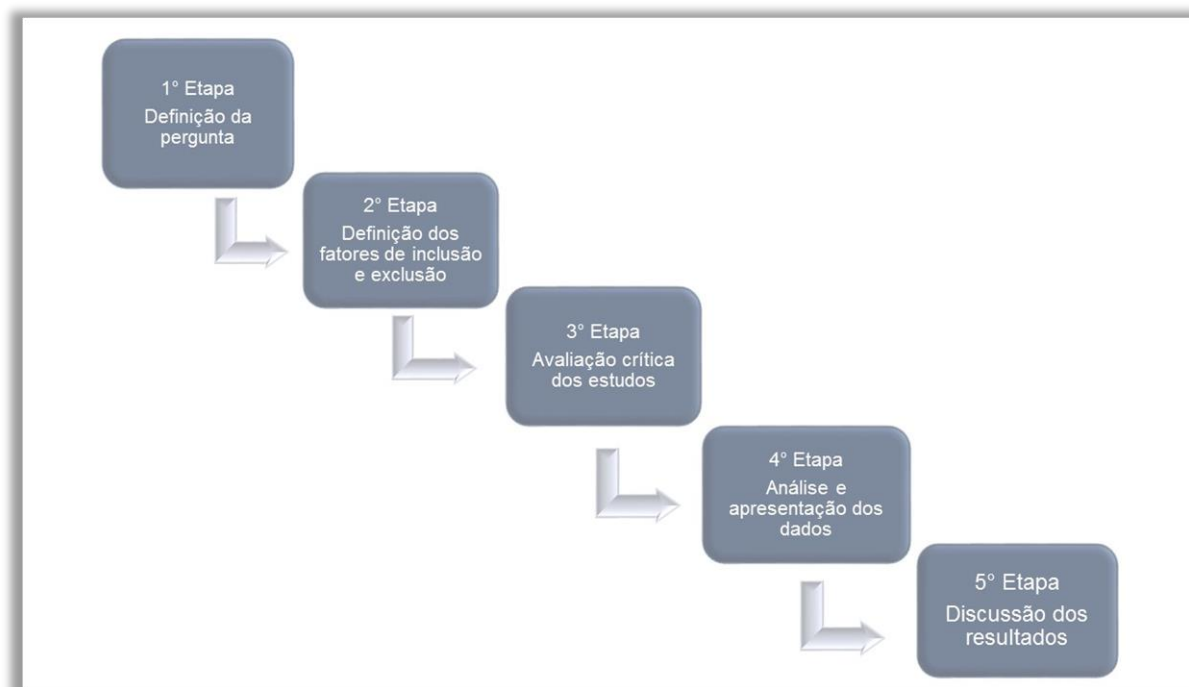 1° Etapa
Definição da
pergunta
2° Etapa
Definição dos
fatores de inclusão
e exclusão
3° Etapa
Avaliação crítica
dos estudos
4° Etapa
Análise e
apresentação dos
dados
5° Etapa
Discussão dos
resultados